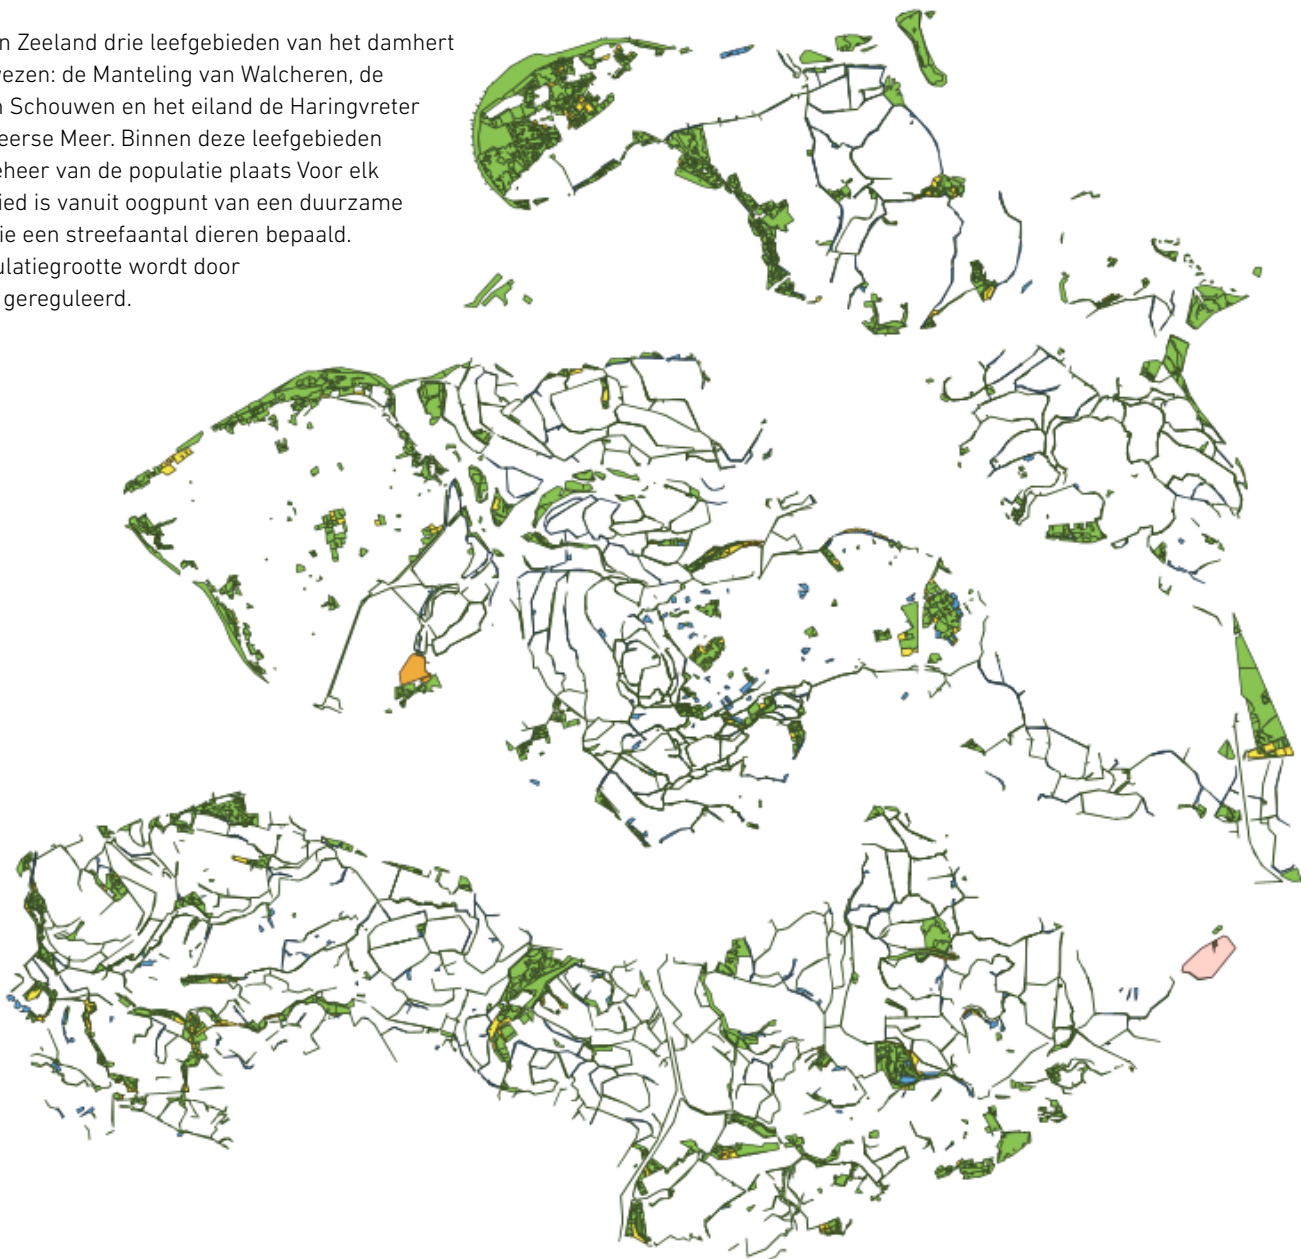 n Zeeland drie leefgebieden van het damhert
ezen: de Manteling van Walcheren, de
n Schouwen en het eiland de Haringvreter
eerse Meer. Binnen deze leefgebieden
eheer van de populatie plaats Voor elk
ied is vanuit oogpunt van een duurzame
ie een streefaantal dieren bepaald.
ulatiegrootte wordt door
gereguleerd.